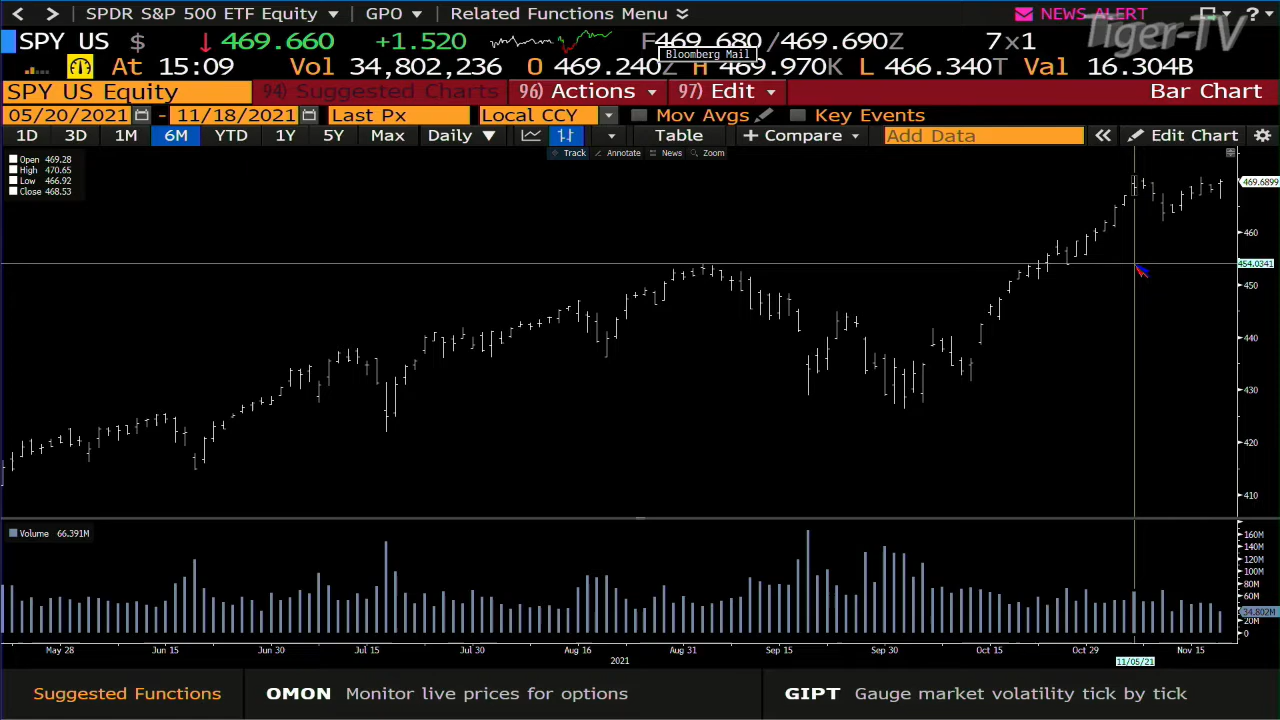 SPDR S&P 500 ETF Equity GPO Related Functions Menu NEWS ALERT ?
Tiger-TV
SPY US $ 469.660 +1.520 F469.680/469.690Z 7x1
Bloomberg Mail
At 15:09 Vol 34,802,236 O 469.240Z H 469.970K L 466.340T Val 16.304B
SPY US Equity 94) Suggested Charts 96) Actions 97) Edit Bar Chart
05/20/2021 - 11/18/2021 Last Px Local CCY Mov Avgs Key Events
1D 3D 1M 6M YTD 1Y 5Y Max Daily Table + Compare Add Data Edit Chart
Track Annotate News Zoom
Open 469.28
High 470.65
Low 466.92
Close 468.53
469.6899
460
454.0341
450
440
430
420
410
Volume 66.391M
160M
140M
120M
100M
80M
60M
34.802M
20M
0
May 28 Jun 15 Jun 30 Jul 15 Jul 30 Aug 16 Aug 31 Sep 15 Sep 30 Oct 15 Oct 29 Nov 15
2021 11/05/21
Suggested Functions OMON Monitor live prices for options GIPT Gauge market volatility tick by tick